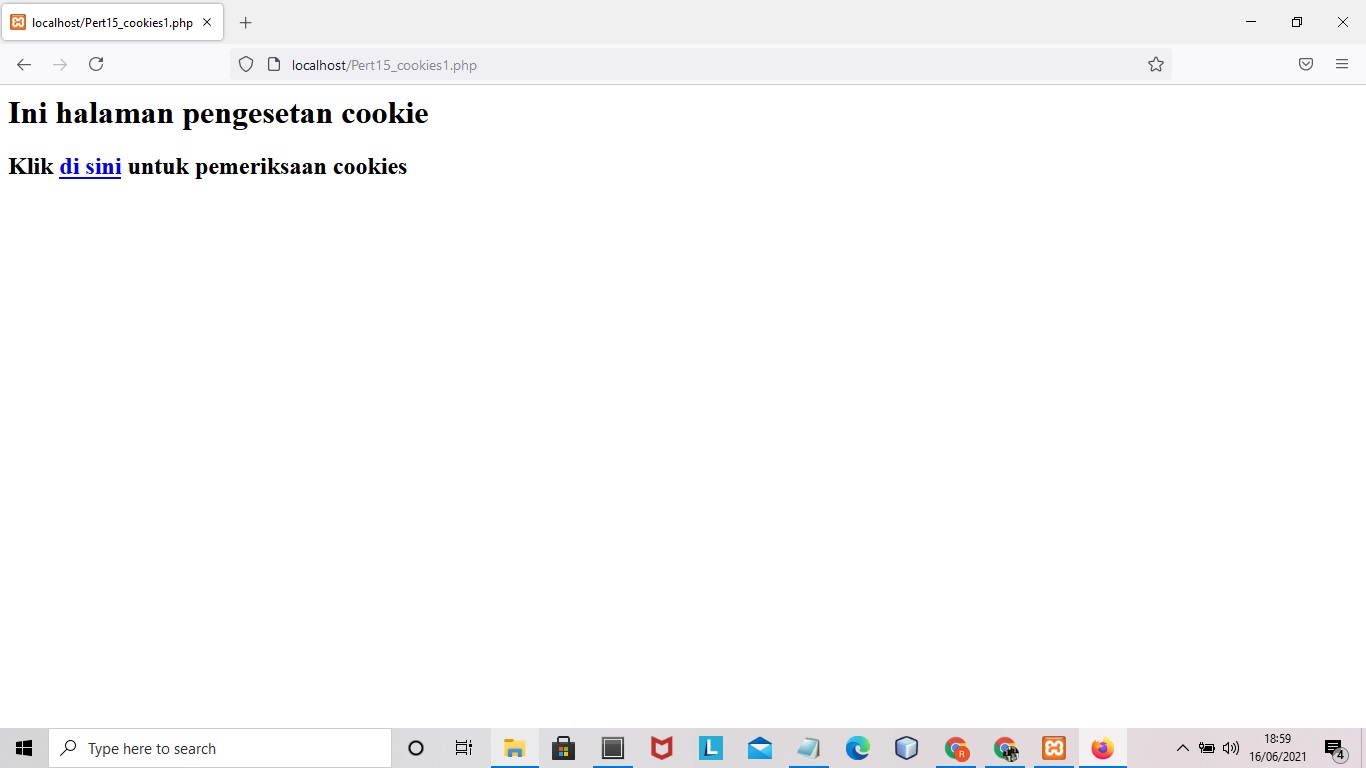 localhost/Pert15_cookies1.php
localhost/Pert15_cookies1.php
Ini halaman pengesetan cookie
Klik di sini untuk pemeriksaan cookies
Type here to search
L
R
18:59
16/06/2021
4